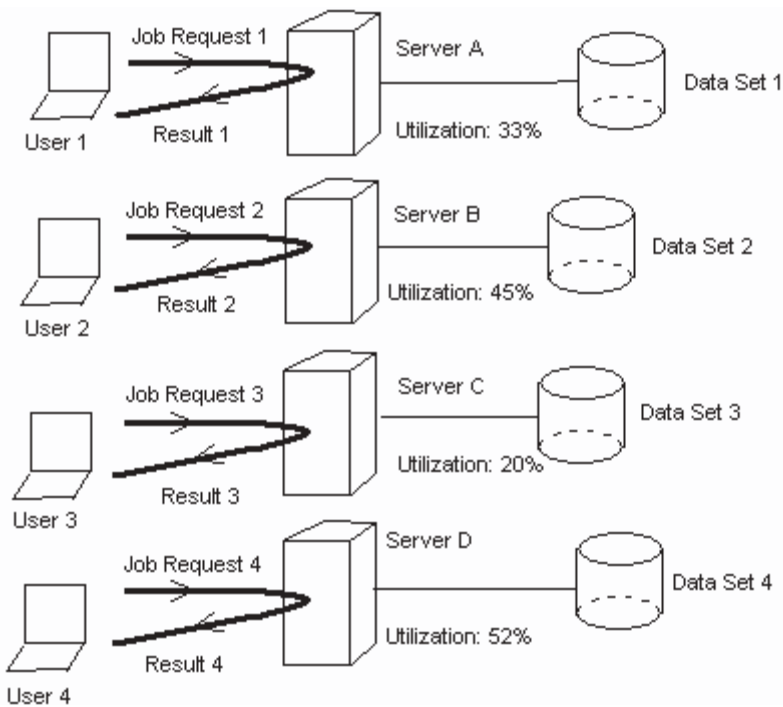 Job Request 1
Server A
Data Set 1
User 1
Result 1
Utilization: 33%
Job Request 2
Server B
Data Set 2
User 2
Result 2
Utilization: 45%
Job Request 3
Server C
Data Set 3
User 3
Result 3
Utilization: 20%
Job Request 4
Server D
Data Set 4
User 4
Result 4
Utilization: 52%